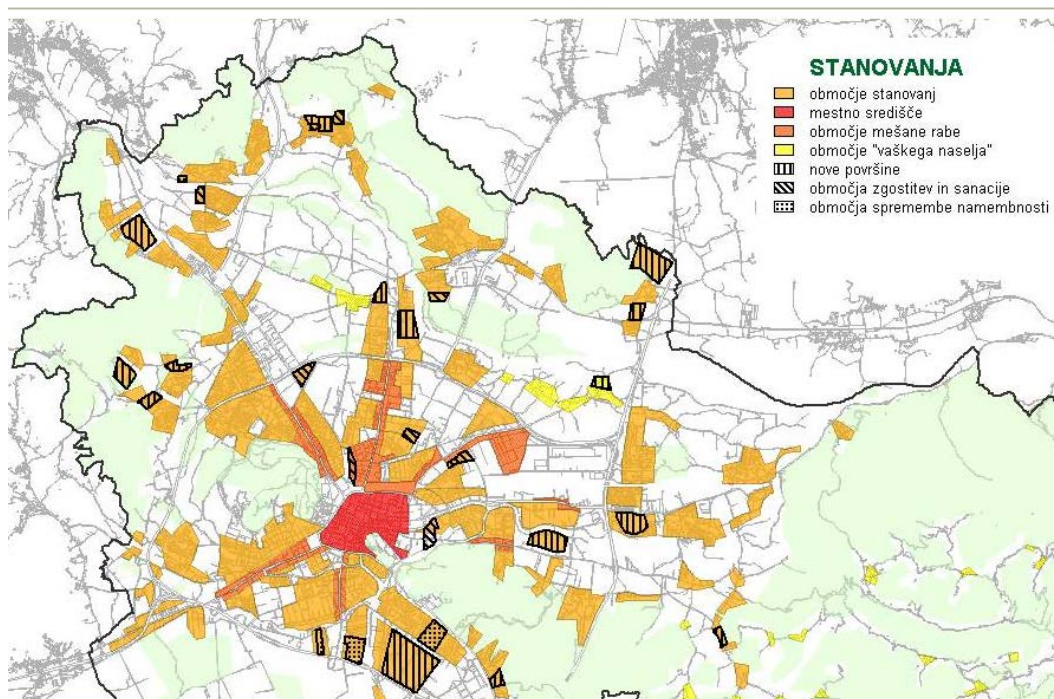 STANOVANJA
območje stanovanj
mestno središče
območje mešane rabe
območje "vaškega naselja"
nove površine
območja zgostitev in sanacije
območja spremembe namembnosti